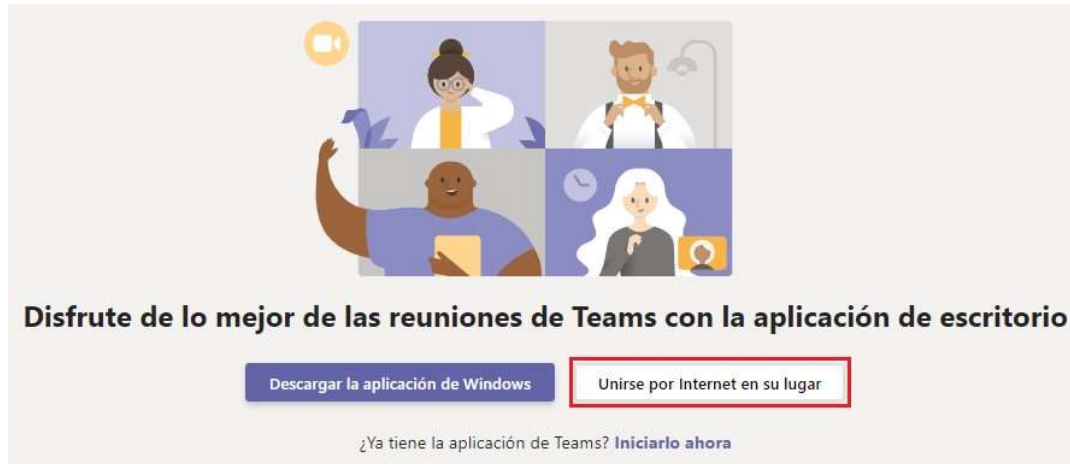 Disfrute de lo mejor de las reuniones de Teams con la aplicación de escritorio
Descargar la aplicación de Windows
Unirse por Internet en su lugar
¿Ya tiene la aplicación de Teams? Iniciarlo ahora